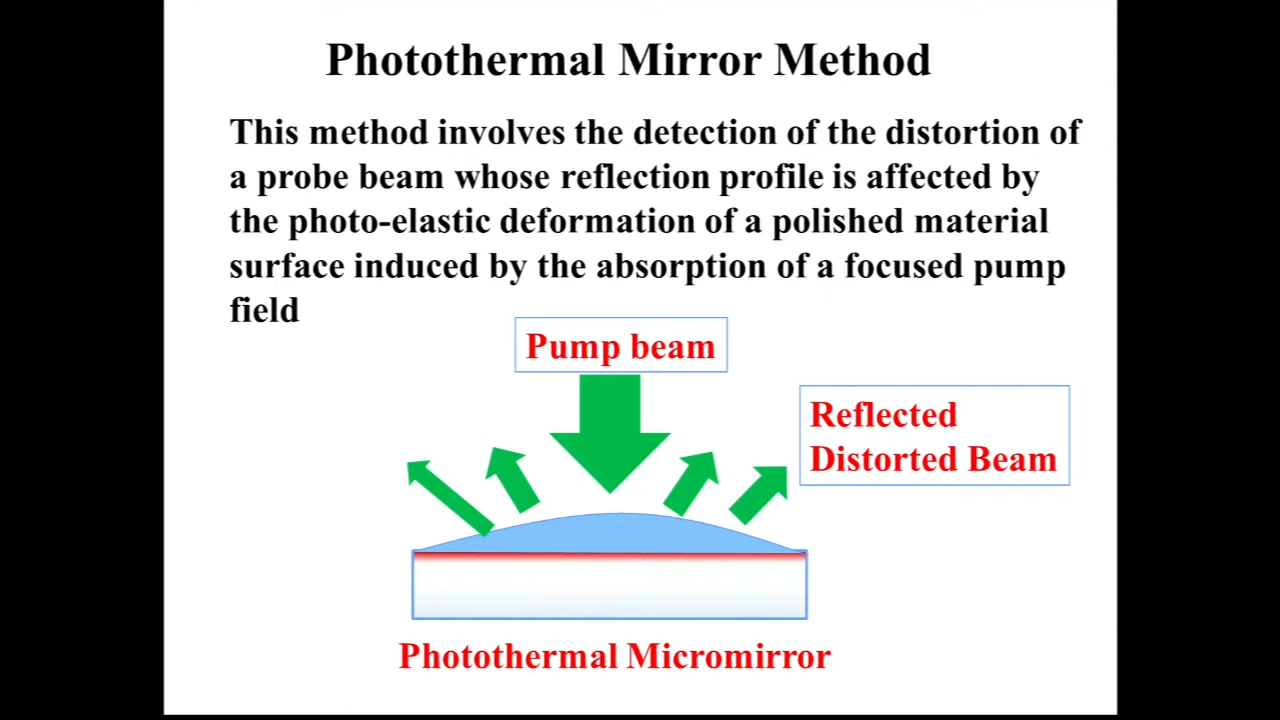 Photothermal Mirror Method
This method involves the detection of the distortion of
a probe beam whose reflection profile is affected by
the photo-elastic deformation of a polished material
surface induced by the absorption of a focused pump
field
Pump beam
Reflected
Distorted Beam
Photothermal Micromirror